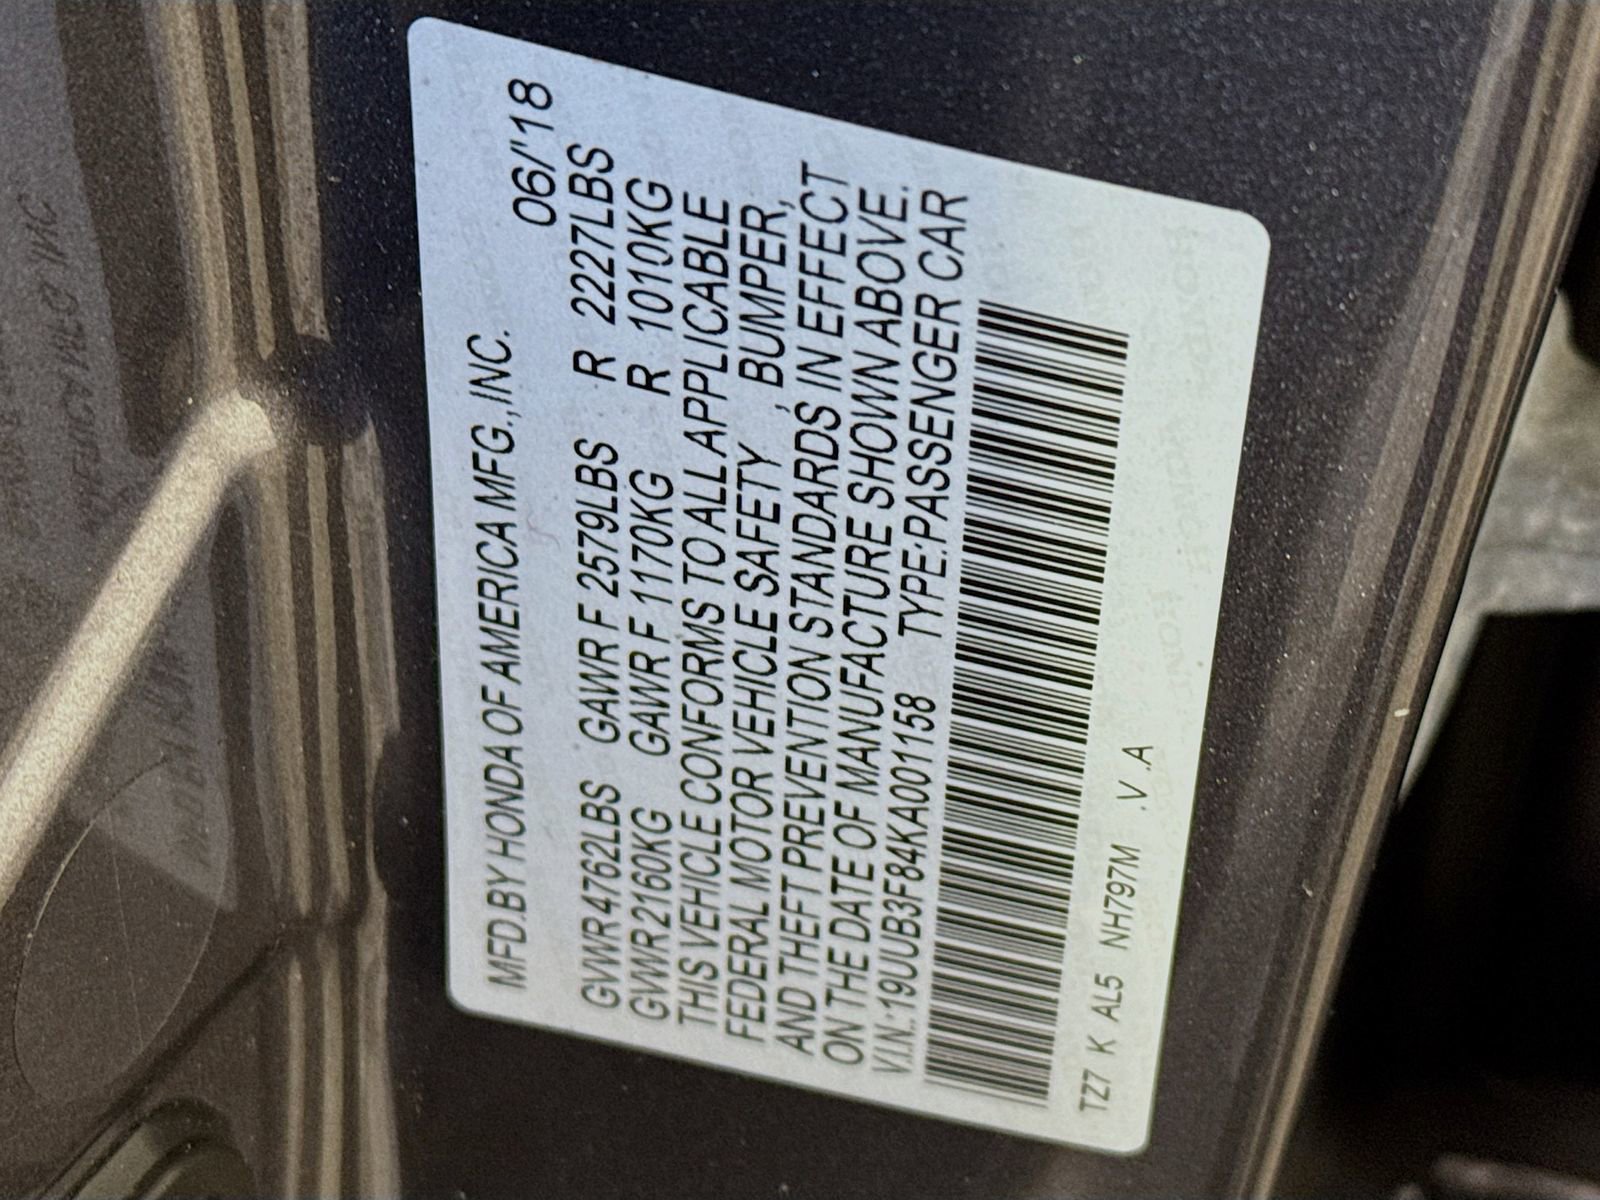 MFD.BY HONDA OF AMERICA MFG.,INC.
06/'18
GVWR4762LBS GAWR F 2579LBS R 2227LBS
GVWR2160KG GAWR F 1170KG R 1010KG
THIS VEHICLE CONFORMS TO ALL APPLICABLE
FEDERAL MOTOR VEHICLE SAFETY , BUMPER,
AND THEFT PREVENTION STANDARDS IN EFFECT
ON THE DATE OF MANUFACTURE SHOWN ABOVE.
V.I.N.:19UUB3F84KA001158 TYPE:PASSENGER CAR
TZ7 K AL5 NH797M .V .A